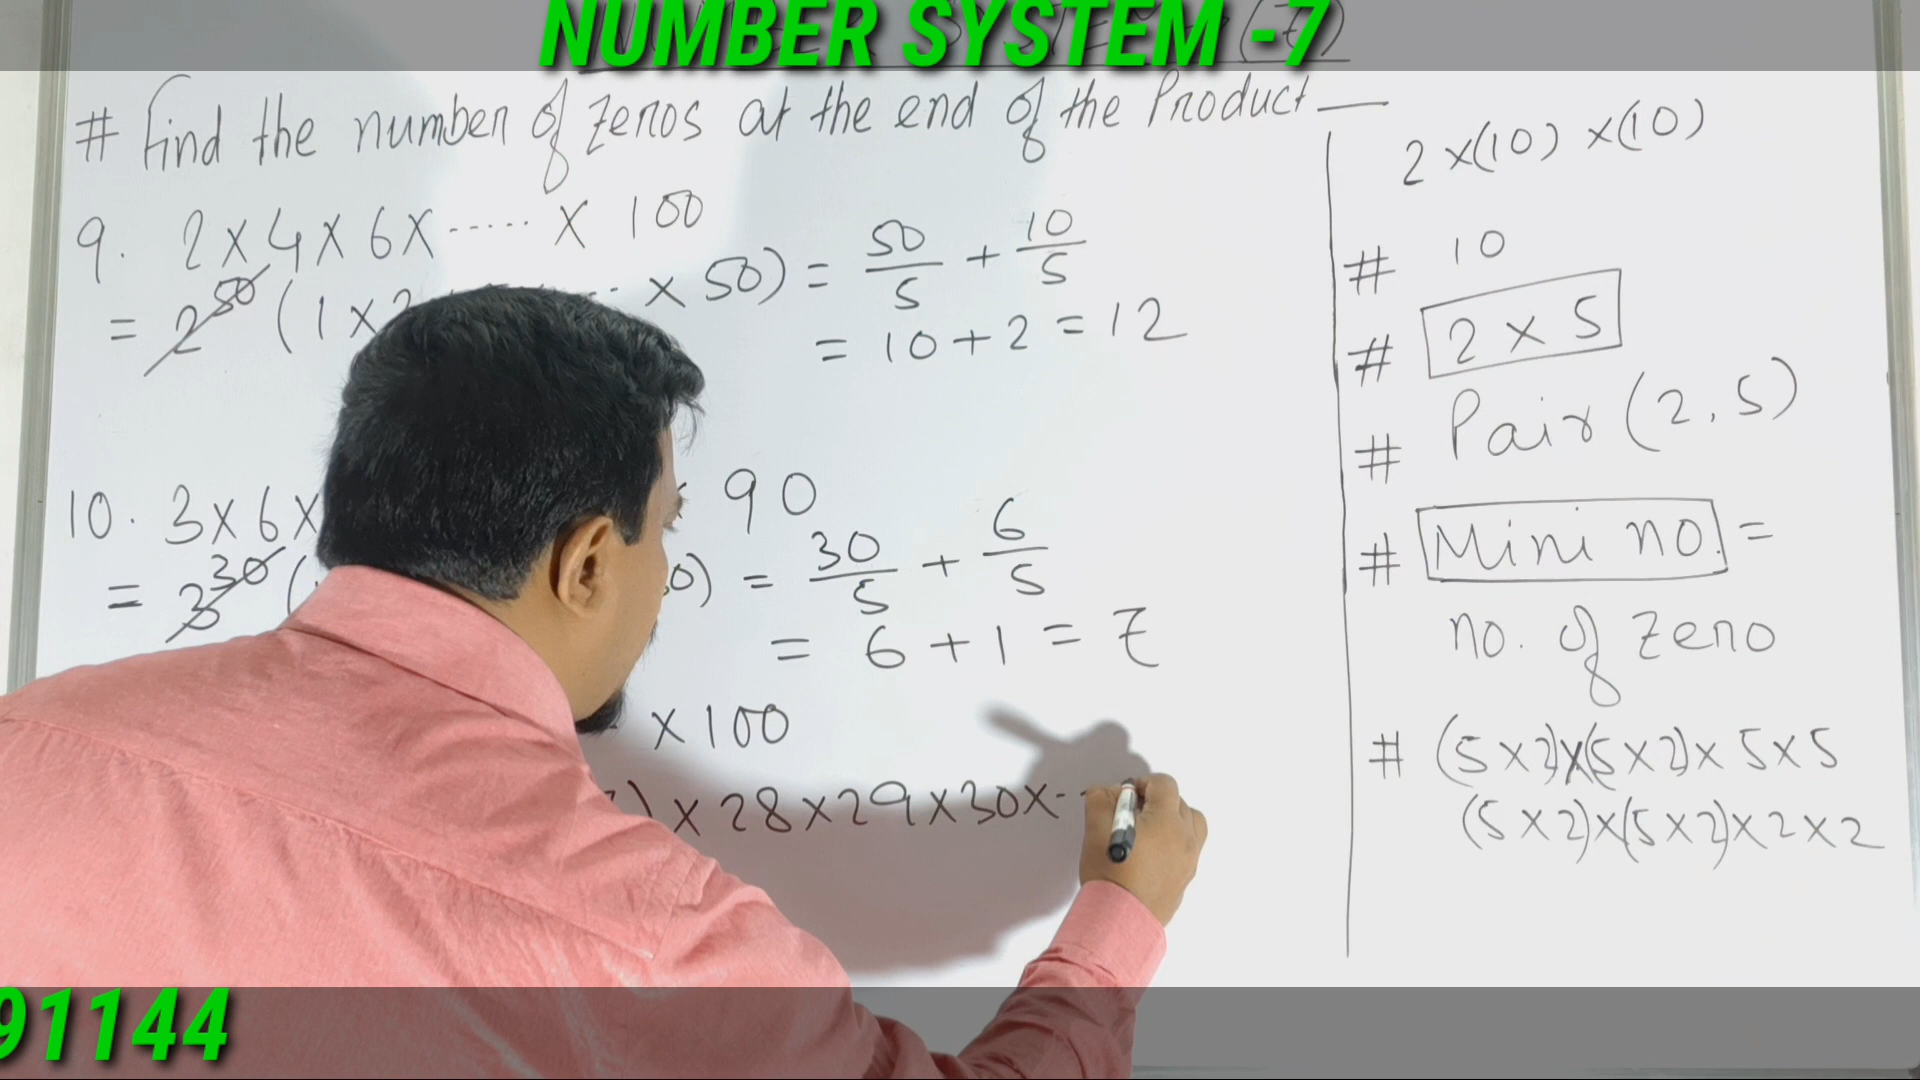 NUMBER SYSTEM -7
# Find the number of zeros at the end of the Product —
9. 2 x 4 x 6 x ..... x 100
= 2^50 ( 1 x 2 ... x 50) = 50/5 + 10/5
= 10 + 2 = 12
10. 3 x 6 x 90
= 3^30 ( 0) = 30/5 + 6/5
= 6 + 1 = 7
x 100
) x 28 x 29 x 30 x - -
2 x (10) x (10)
# 10
# 2 x 5
# Pair (2, 5)
# Mini no. =
no. of zero
# (5 x 2) x (5 x 2) x 5 x 5
(5 x 2) x (5 x 2) x 2 x 2
91144